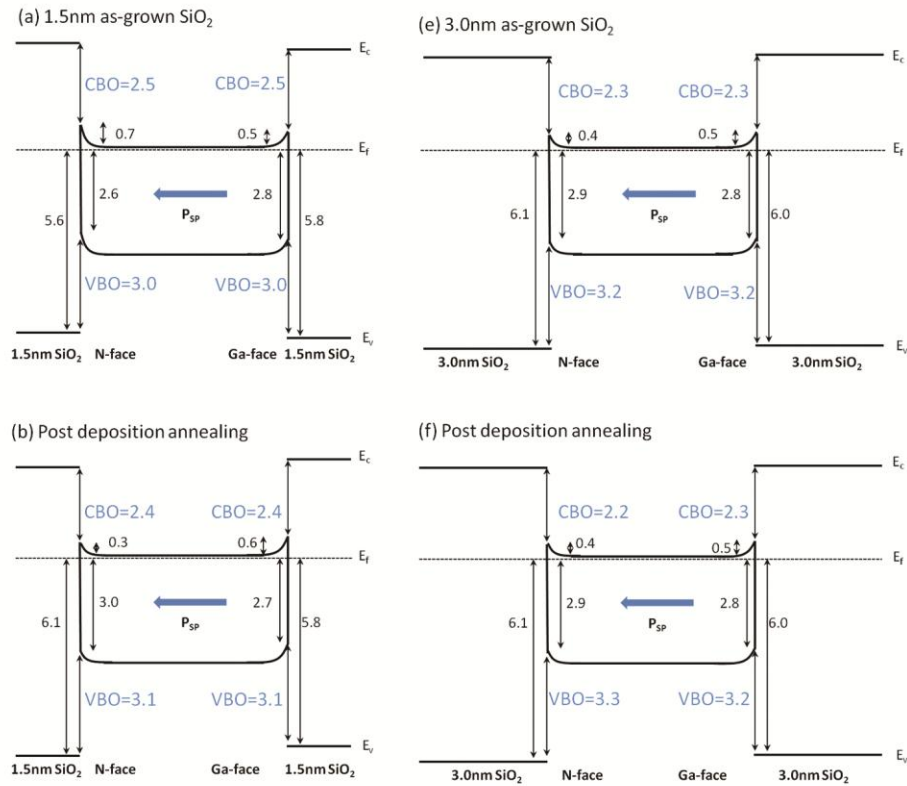 (a) 1.5nm as-grown SiO₂
E_c
CBO=2.5 CBO=2.5
0.7 0.5
E_f
2.6 2.8
5.6 5.8
P_SP
VBO=3.0 VBO=3.0
E_v
1.5nm SiO₂ N-face Ga-face 1.5nm SiO₂
(b) Post deposition annealing
E_c
CBO=2.4 CBO=2.4
0.3 0.6
E_f
3.0 2.7
6.1 5.8
P_SP
VBO=3.1 VBO=3.1
E_v
1.5nm SiO₂ N-face Ga-face 1.5nm SiO₂
(e) 3.0nm as-grown SiO₂
E_c
CBO=2.3 CBO=2.3
0.4 0.5
E_f
2.9 2.8
6.1 6.0
P_SP
VBO=3.2 VBO=3.2
E_v
3.0nm SiO₂ N-face Ga-face 3.0nm SiO₂
(f) Post deposition annealing
E_c
CBO=2.2 CBO=2.3
0.4 0.5
E_f
2.9 2.8
6.1 6.0
P_SP
VBO=3.3 VBO=3.2
E_v
3.0nm SiO₂ N-face Ga-face 3.0nm SiO₂